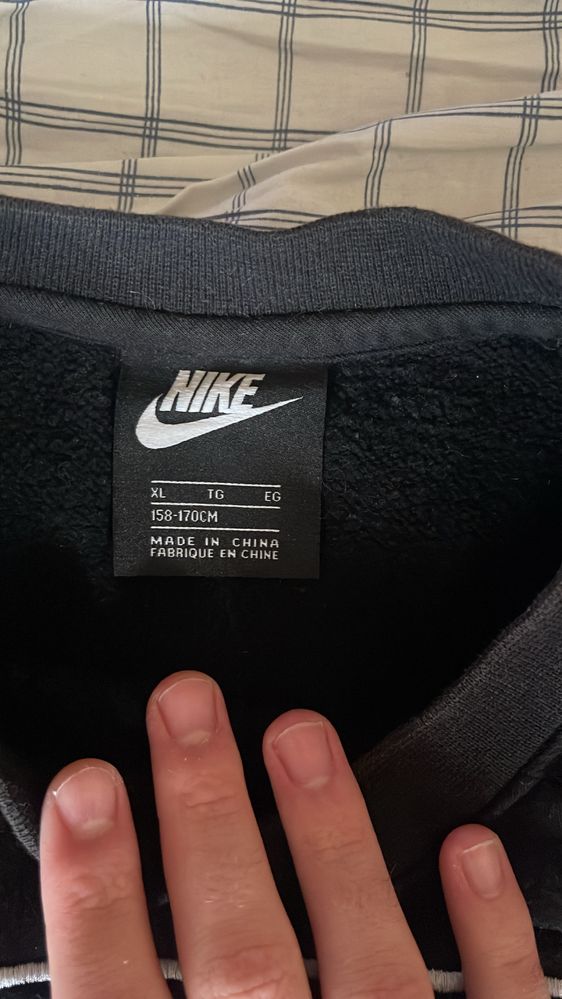 NIKE
XL TG EG
158-170CM
MADE IN CHINA
FABRIQUE EN CHINE